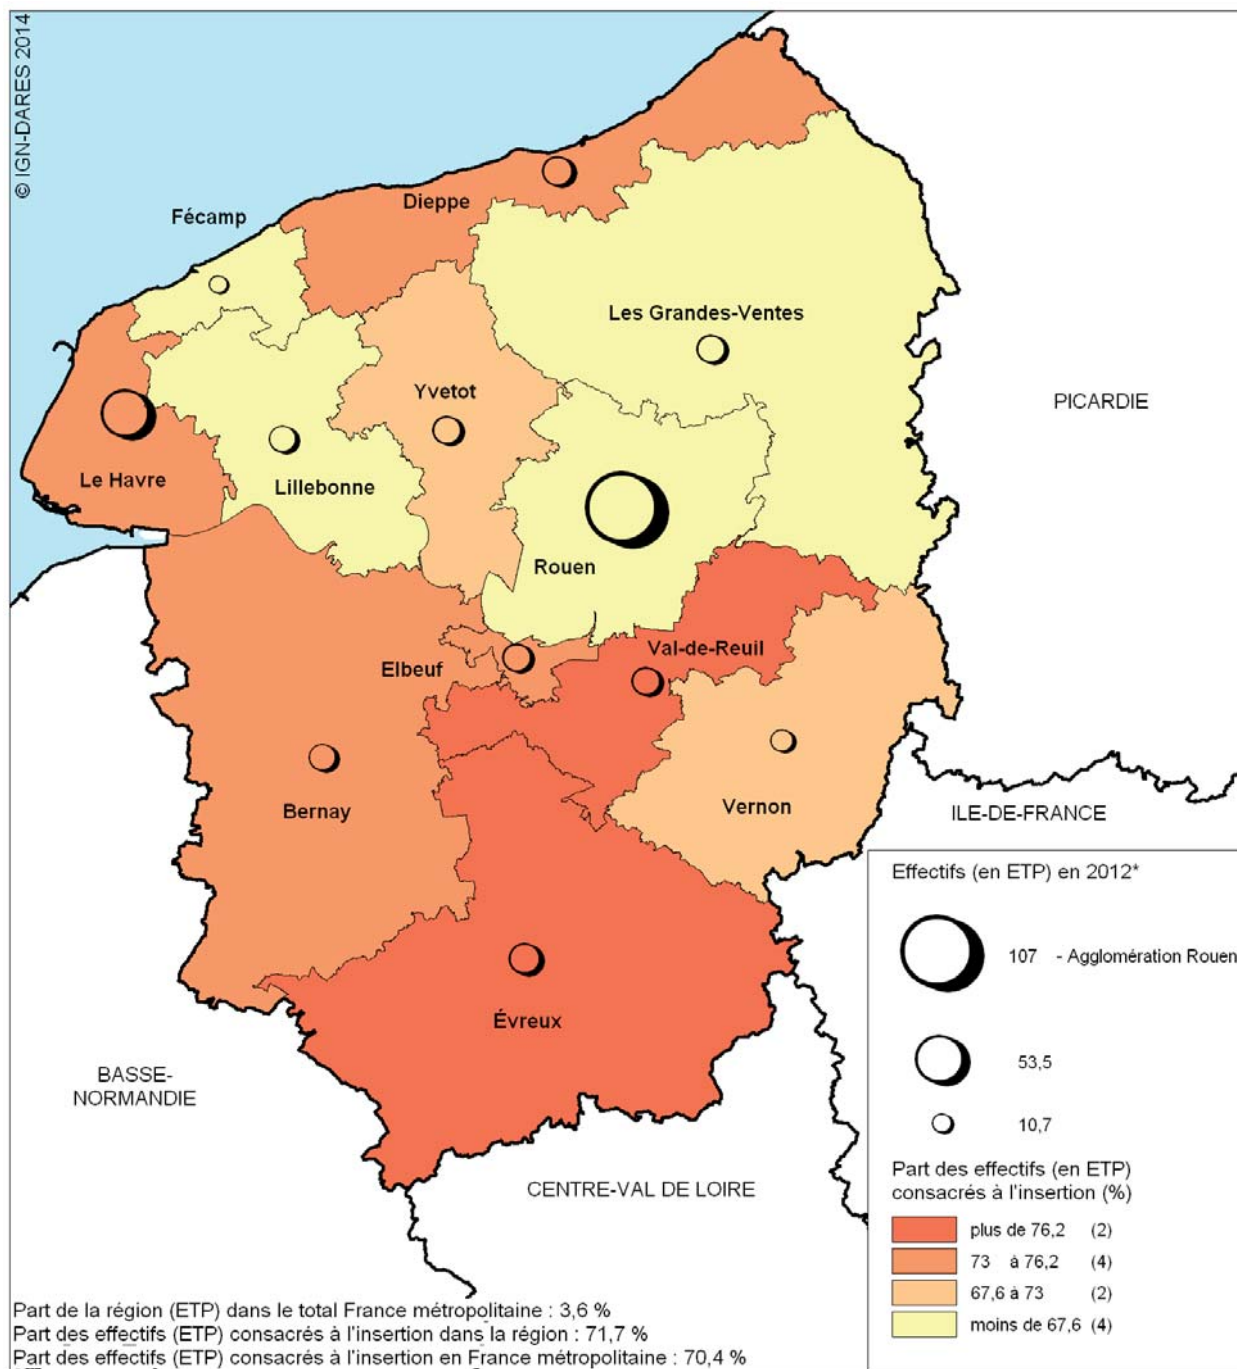 © IGN-DARES 2014
Fécamp
Dieppe
Les Grandes-Ventes
Yvetot
PICARDIE
Le Havre
Lillebonne
Rouen
Elbeuf
Val-de-Reuil
Bernay
Vernon
ILE-DE-FRANCE
Évreux
BASSE-
NORMANDIE
CENTRE-VAL DE LOIRE
Effectifs (en ETP) en 2012*
107 - Agglomération Rouen
53,5
10,7
Part des effectifs (en ETP)
consacrés à l'insertion (%)
plus de 76,2 (2)
73 à 76,2 (4)
67,6 à 73 (2)
moins de 67,6 (4)
Part de la région (ETP) dans le total France métropolitaine : 3,6 %
Part des effectifs (ETP) consacrés à l'insertion dans la région : 71,7 %
Part des effectifs (ETP) consacrés à l'insertion en France métropolitaine : 70,4 %